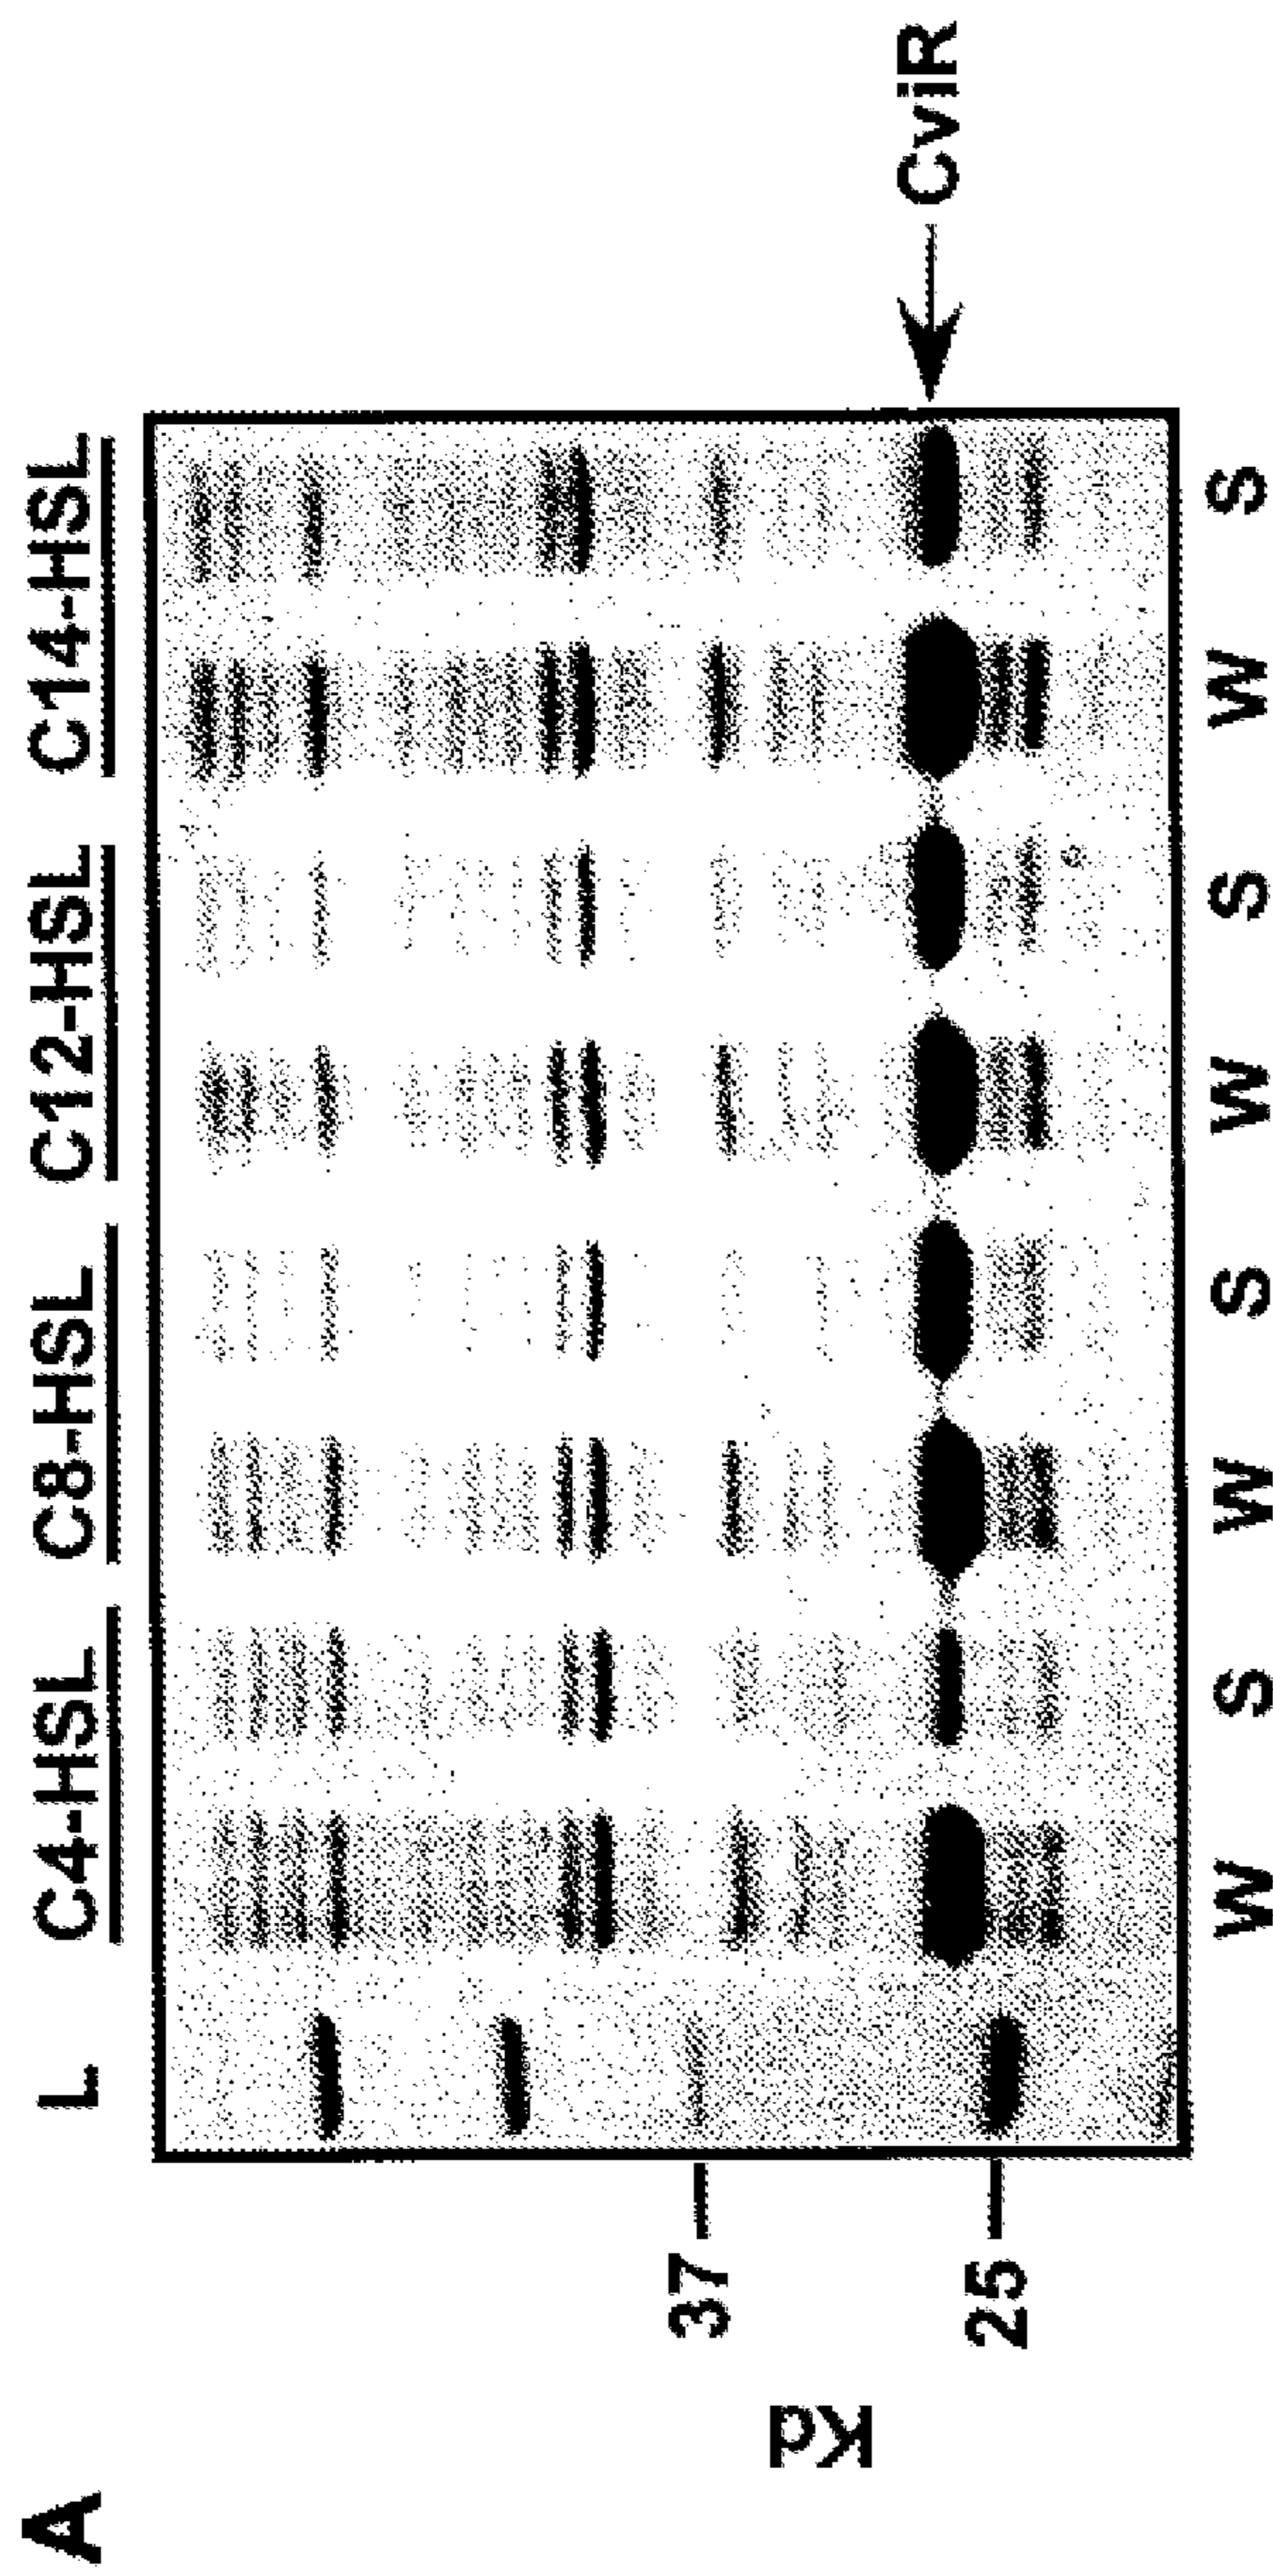 A
L C4-HSL C8-HSL C12-HSL C14-HSL
Kd
37
25
CviR
W S W S W S W S